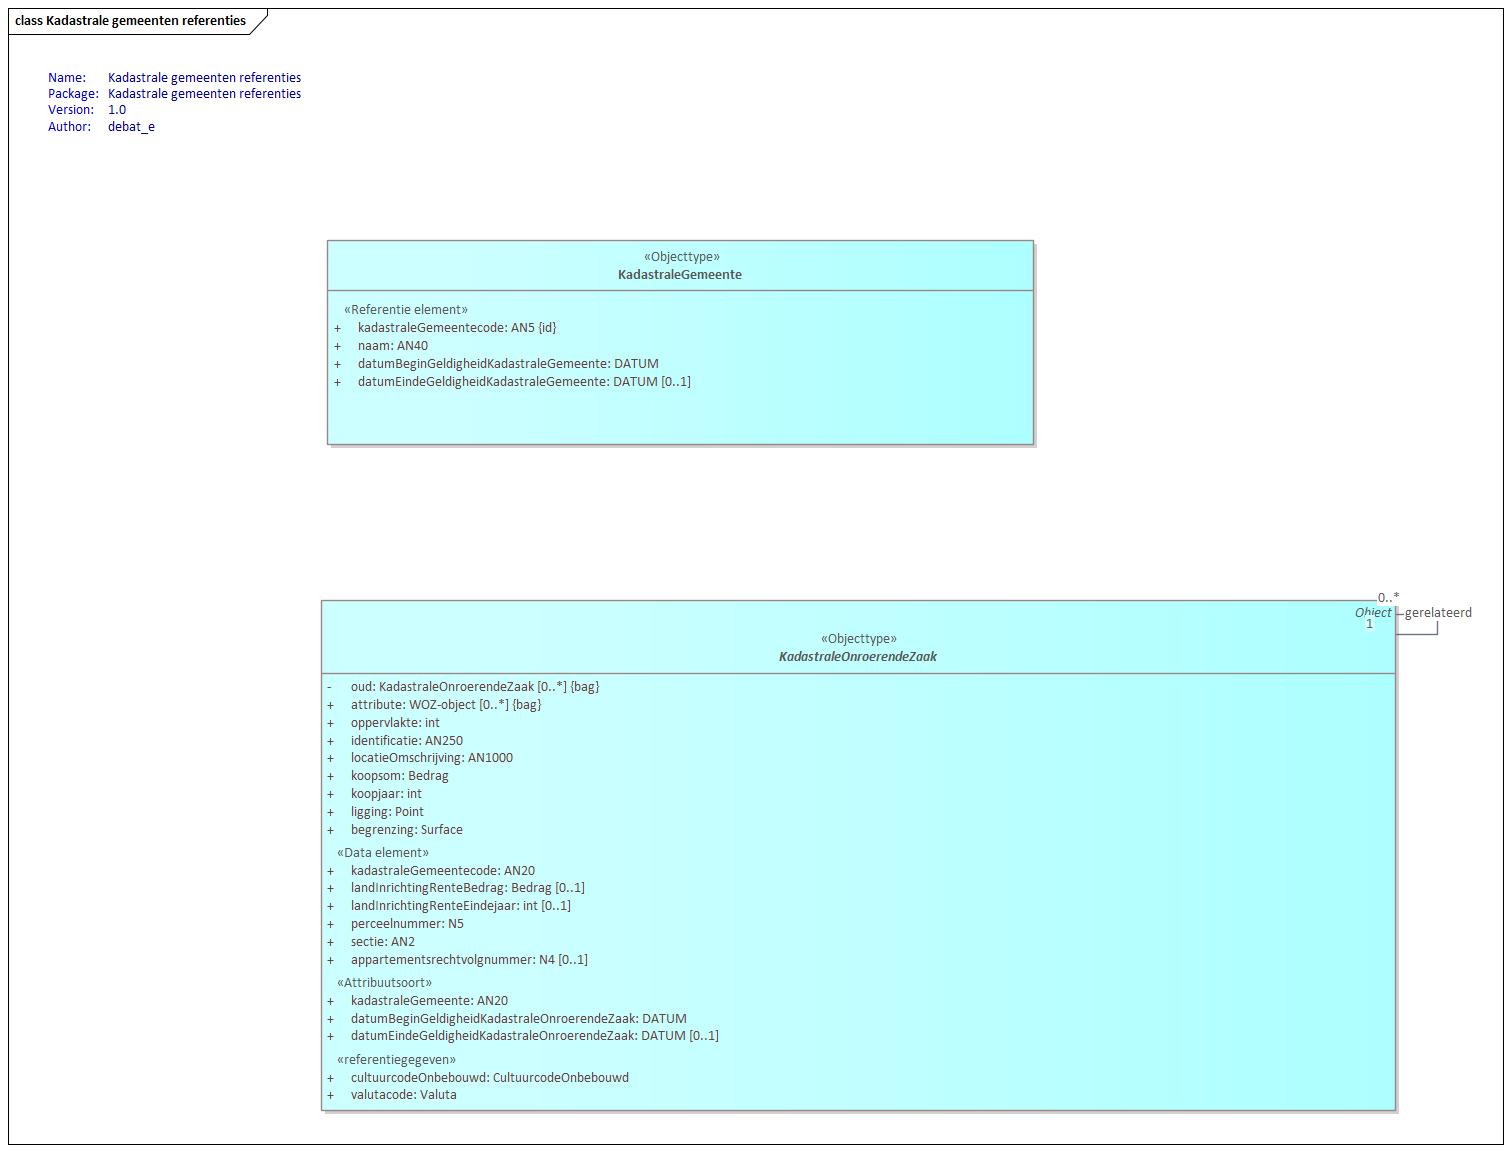 class Kadastrale gemeenten referenties
Name: Kadastrale gemeenten referenties
Package: Kadastrale gemeenten referenties
Version: 1.0
Author: debat_e
«Objecttype»
KadastraleGemeente
«Referentie element»
+ kadastraleGemeentecode: AN5 {id}
+ naam: AN40
+ datumBeginGeldigheidKadastraleGemeente: DATUM
+ datumEindeGeldigheidKadastraleGemeente: DATUM [0..1]
0..*
Object gerelateerd
1
«Objecttype»
KadastraleOnroerendeZaak
- oud: KadastraleOnroerendeZaak [0..*] {bag}
+ attribute: WOZ-object [0..*] {bag}
+ oppervlakte: int
+ identificatie: AN250
+ locatieOmschrijving: AN1000
+ koopsom: Bedrag
+ koopjaar: int
+ ligging: Point
+ begrenzing: Surface
«Data element»
+ kadastraleGemeentecode: AN20
+ landInrichtingRenteBedrag: Bedrag [0..1]
+ landInrichtingRenteEindejaar: int [0..1]
+ perceelnummer: N5
+ sectie: AN2
+ appartementsrechtvolgnummer: N4 [0..1]
«Attribuutsoort»
+ kadastraleGemeente: AN20
+ datumBeginGeldigheidKadastraleOnroerendeZaak: DATUM
+ datumEindeGeldigheidKadastraleOnroerendeZaak: DATUM [0..1]
«referentiegegeven»
+ cultuurcodeOnbebouwd: CultuurcodeOnbebouwd
+ valutacode: Valuta